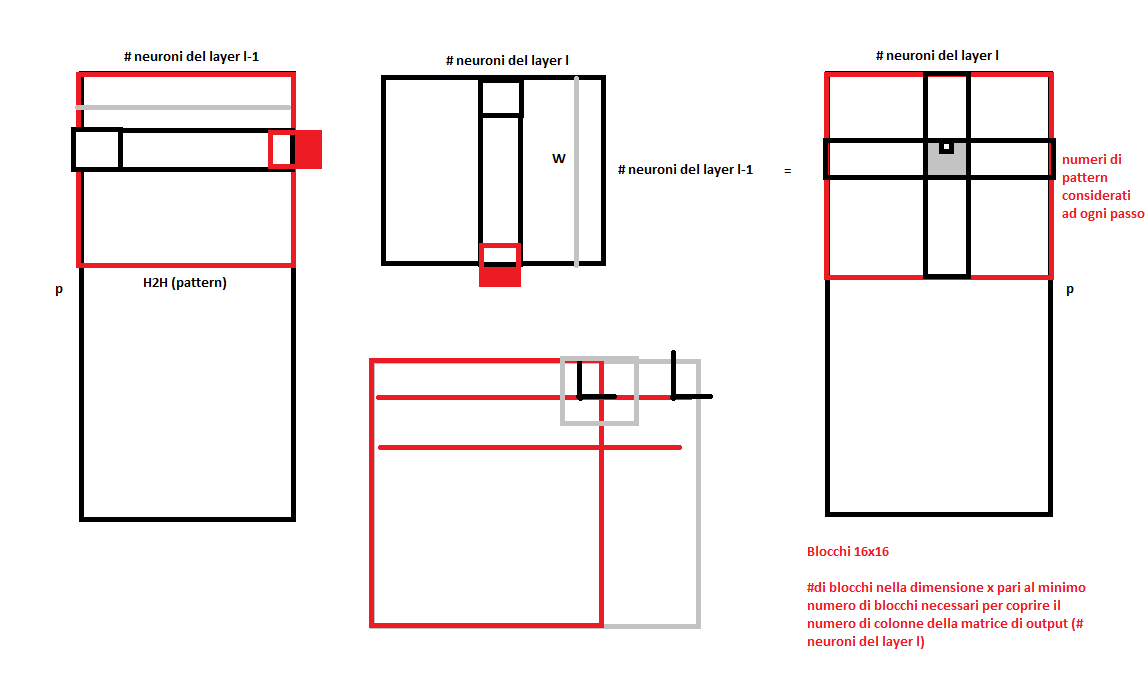 # neuroni del layer l-1
# neuroni del layer l
# neuroni del layer l
W
# neuroni del layer l-1
=
numeri di
pattern
considerati
ad ogni passo
p
H2H (pattern)
p
Blocchi 16x16
#di blocchi nella dimensione x pari al minimo
numero di blocchi necessari per coprire il
numero di colonne della matrice di output (#
neuroni del layer l)